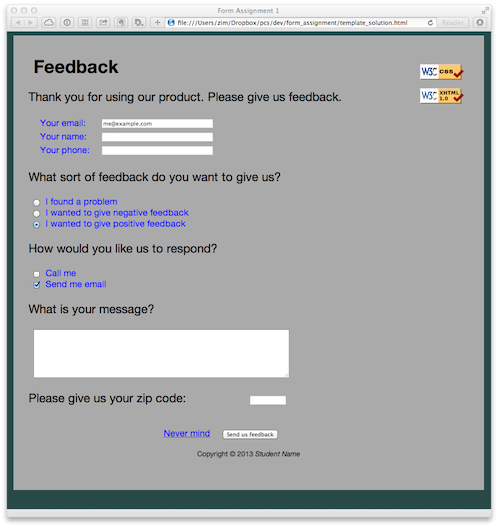 Form Assignment 1
file:///Users/zim/Dropbox/pcs/dev/form_assignment/template_solution.html
Reader
Feedback
W3C CSS
Thank you for using our product. Please give us feedback.
W3C XHTML 1.0
Your email: me@example.com
Your name:
Your phone:
What sort of feedback do you want to give us?
I found a problem
I wanted to give negative feedback
I wanted to give positive feedback
How would you like us to respond?
Call me
Send me email
What is your message?
Please give us your zip code:
Never mind Send us feedback
Copyright © 2013 Student Name